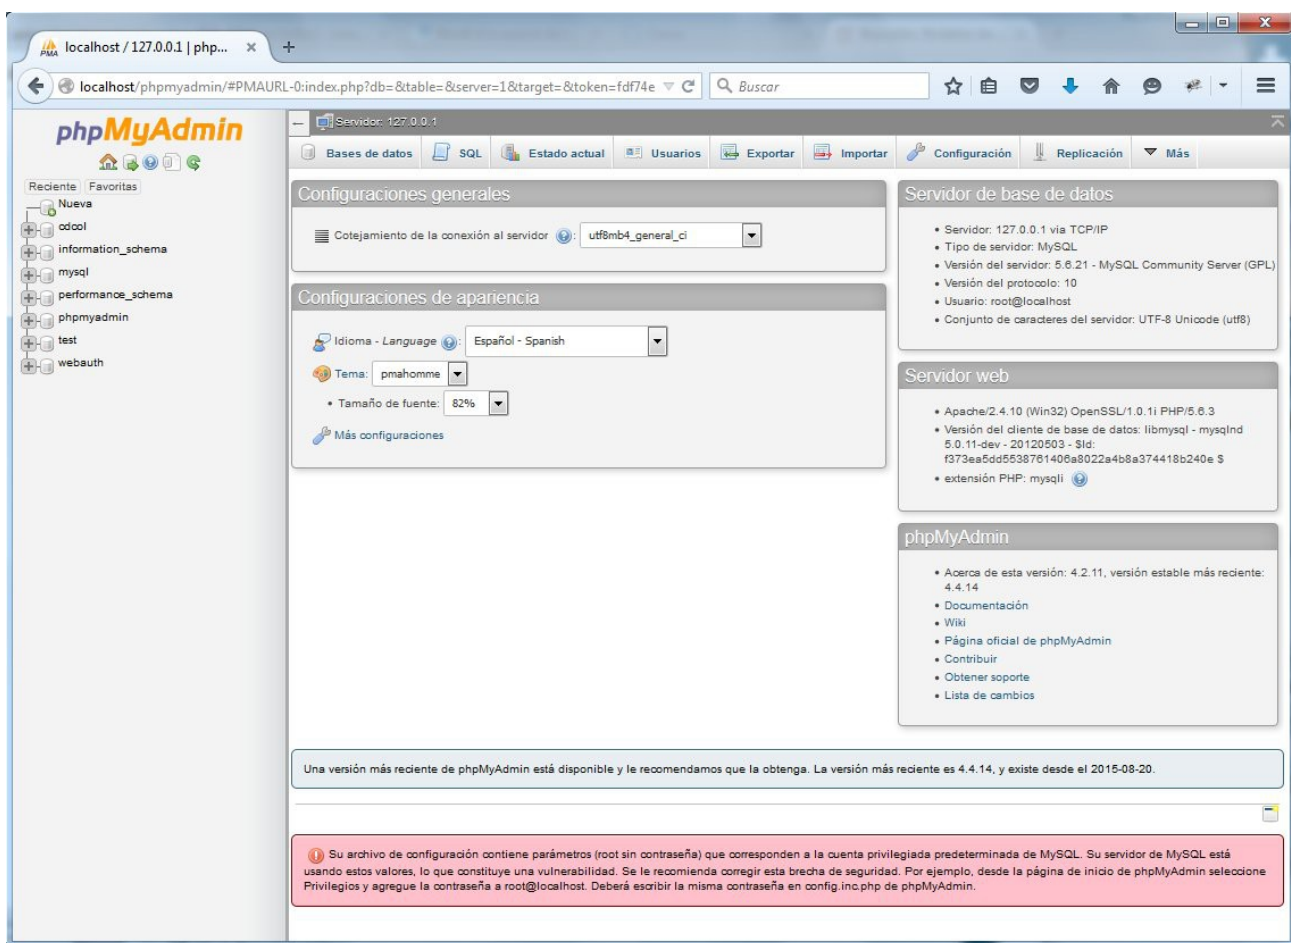 localhost / 127.0.0.1 | php...
localhost/phpmyadmin/#PMAURL-0:index.php?db=&table=&server=1&target=&token=fdf74e
Buscar
phpMyAdmin
Reciente Favoritas
Nueva
cdcol
information_schema
mysql
performance_schema
phpmyadmin
test
webauth
Servidor: 127.0.0.1
Bases de datos SQL Estado actual Usuarios Exportar Importar Configuración Replicación Más
Configuraciones generales
Cotejamiento de la conexión al servidor : utf8mb4_general_ci
Configuraciones de apariencia
Idioma - Language : Español - Spanish
Tema: pmahomme
• Tamaño de fuente: 82%
Más configuraciones
Servidor de base de datos
• Servidor: 127.0.0.1 via TCP/IP
• Tipo de servidor: MySQL
• Versión del servidor: 5.6.21 - MySQL Community Server (GPL)
• Versión del protocolo: 10
• Usuario: root@localhost
• Conjunto de caracteres del servidor: UTF-8 Unicode (utf8)
Servidor web
• Apache/2.4.10 (Win32) OpenSSL/1.0.1i PHP/5.6.3
• Versión del cliente de base de datos: libmysql - mysqlnd
5.0.11-dev - 20120503 - $Id:
f373ea5dd5538761406a8022a4b8a374418b240e $
• extensión PHP: mysqli
phpMyAdmin
• Acerca de esta versión: 4.2.11, versión estable más reciente:
4.4.14
• Documentación
• Wiki
• Página oficial de phpMyAdmin
• Contribuir
• Obtener soporte
• Lista de cambios
Una versión más reciente de phpMyAdmin está disponible y le recomendamos que la obtenga. La versión más reciente es 4.4.14, y existe desde el 2015-08-20.
Su archivo de configuración contiene parámetros (root sin contraseña) que corresponden a la cuenta privilegiada predeterminada de MySQL. Su servidor de MySQL está
usando estos valores, lo que constituye una vulnerabilidad. Se le recomienda corregir esta brecha de seguridad. Por ejemplo, desde la página de inicio de phpMyAdmin seleccione
Privilegios y agregue la contraseña a root@localhost. Deberá escribir la misma contraseña en config.inc.php de phpMyAdmin.